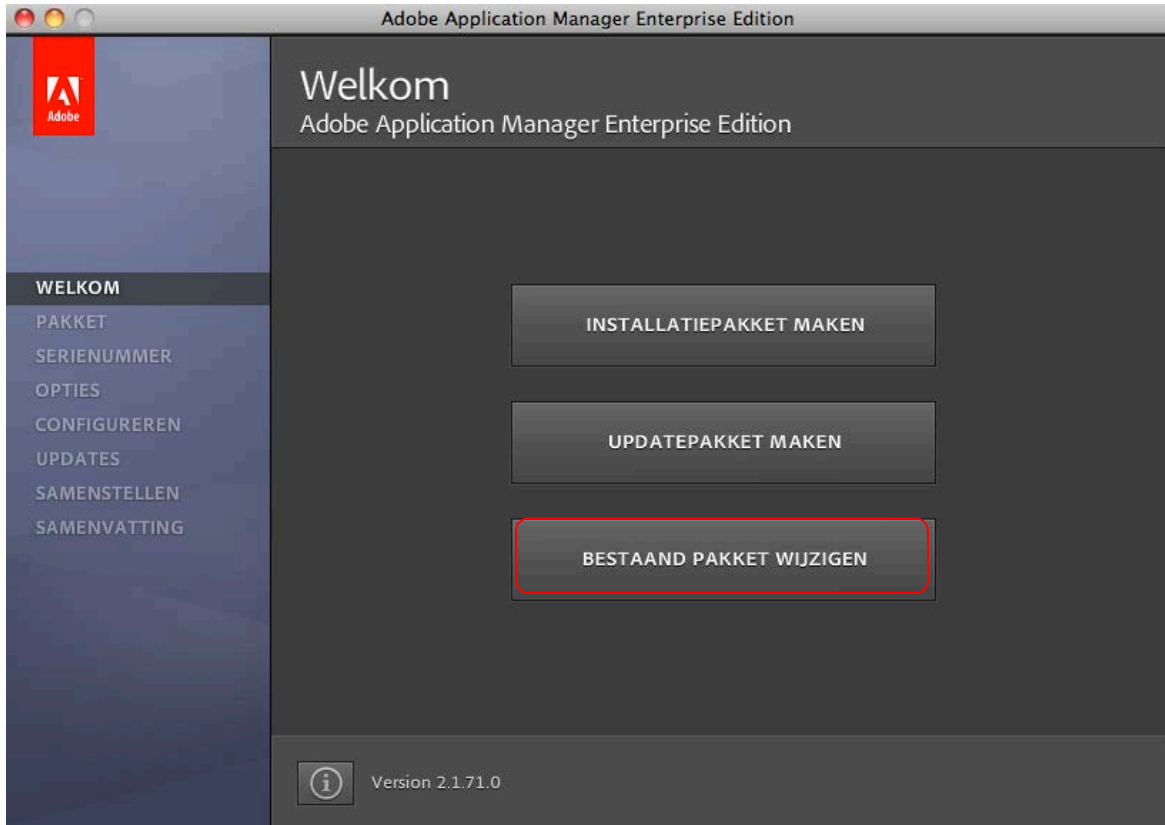 Adobe Application Manager Enterprise Edition
Adobe
Welkom
Adobe Application Manager Enterprise Edition
WELKOM
PAKKET
SERIENUMMER
OPTIES
CONFIGUREREN
UPDATES
SAMENSTELLEN
SAMENVATTING
INSTALLATIEPAKKET MAKEN
UPDATEPAKKET MAKEN
BESTAAND PAKKET WIJZIGEN
Version 2.1.71.0